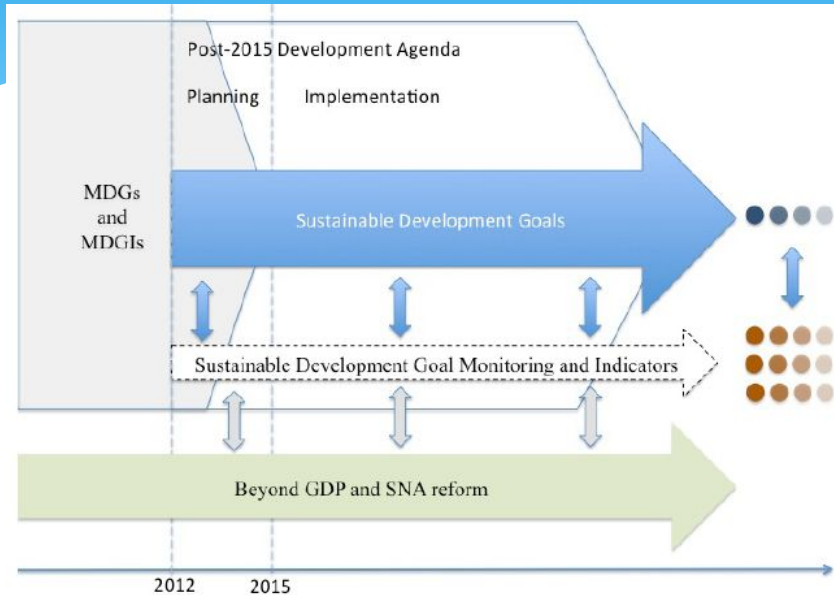 Post-2015 Development Agenda
Planning Implementation
MDGs
and
MDGIs
Sustainable Development Goals
Sustainable Development Goal Monitoring and Indicators
Beyond GDP and SNA reform
2012 2015